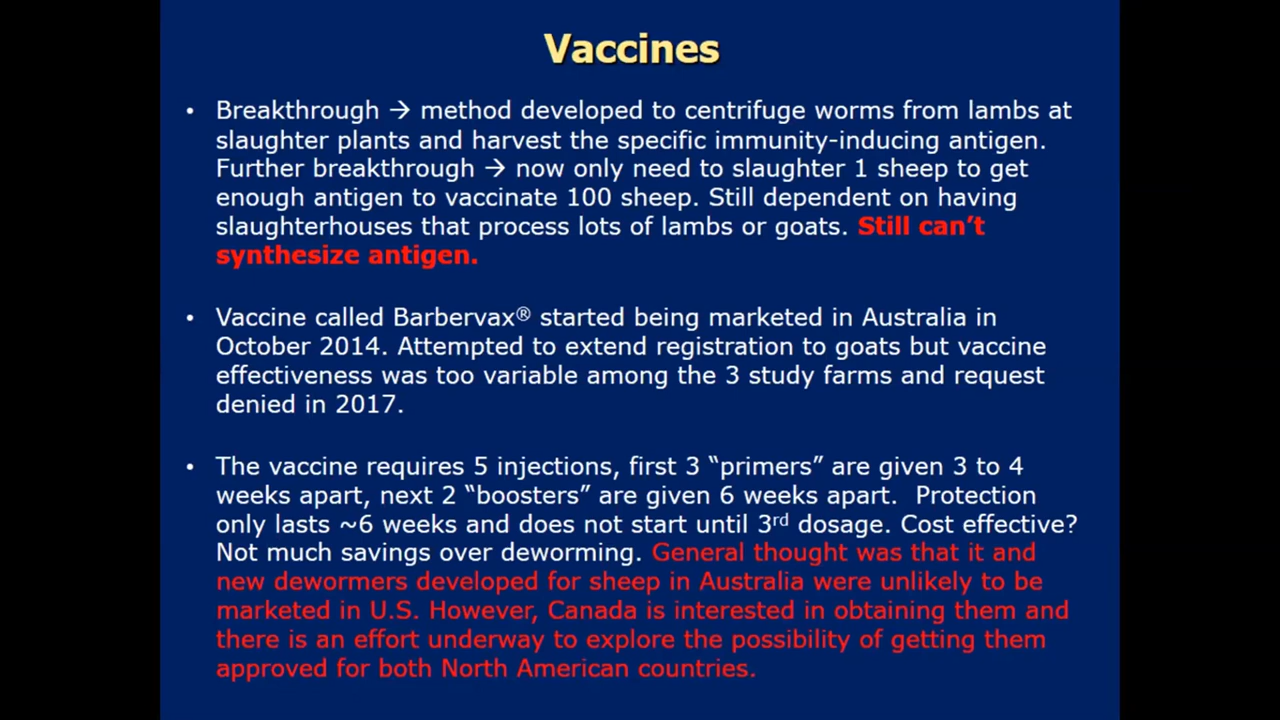 Vaccines
• Breakthrough → method developed to centrifuge worms from lambs at
slaughter plants and harvest the specific immunity-inducing antigen.
Further breakthrough → now only need to slaughter 1 sheep to get
enough antigen to vaccinate 100 sheep. Still dependent on having
slaughterhouses that process lots of lambs or goats. Still can't
synthesize antigen.
• Vaccine called Barbervax® started being marketed in Australia in
October 2014. Attempted to extend registration to goats but vaccine
effectiveness was too variable among the 3 study farms and request
denied in 2017.
• The vaccine requires 5 injections, first 3 “primers” are given 3 to 4
weeks apart, next 2 “boosters” are given 6 weeks apart.  Protection
only lasts ~6 weeks and does not start until 3rd dosage. Cost effective?
Not much savings over deworming. General thought was that it and
new dewormers developed for sheep in Australia were unlikely to be
marketed in U.S. However, Canada is interested in obtaining them and
there is an effort underway to explore the possibility of getting them
approved for both North American countries.